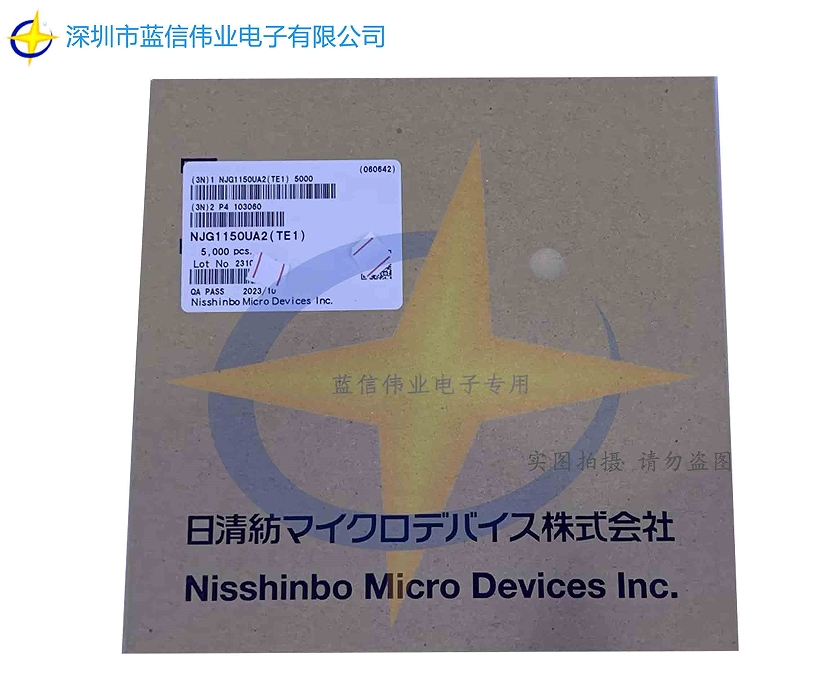 深圳市蓝信伟业电子有限公司
(060642)
(3N)1 NJG1150UA2(TE1) 5000
(3N)2 P4 103060
NJG1150UA2(TE1)
5,000 pcs.
Lot No 2310
QA PASS 2023/10
Nisshinbo Micro Devices Inc.
蓝信伟业电子专用
实图拍摄 请勿盗图
日清紡マイクロデバイス株式会社
Nisshinbo Micro Devices Inc.